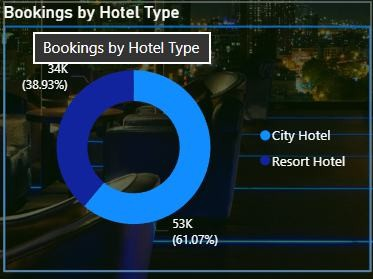 Bookings by Hotel Type
Bookings by Hotel Type
34K
(38.93%)
City Hotel
Resort Hotel
53K
(61.07%)